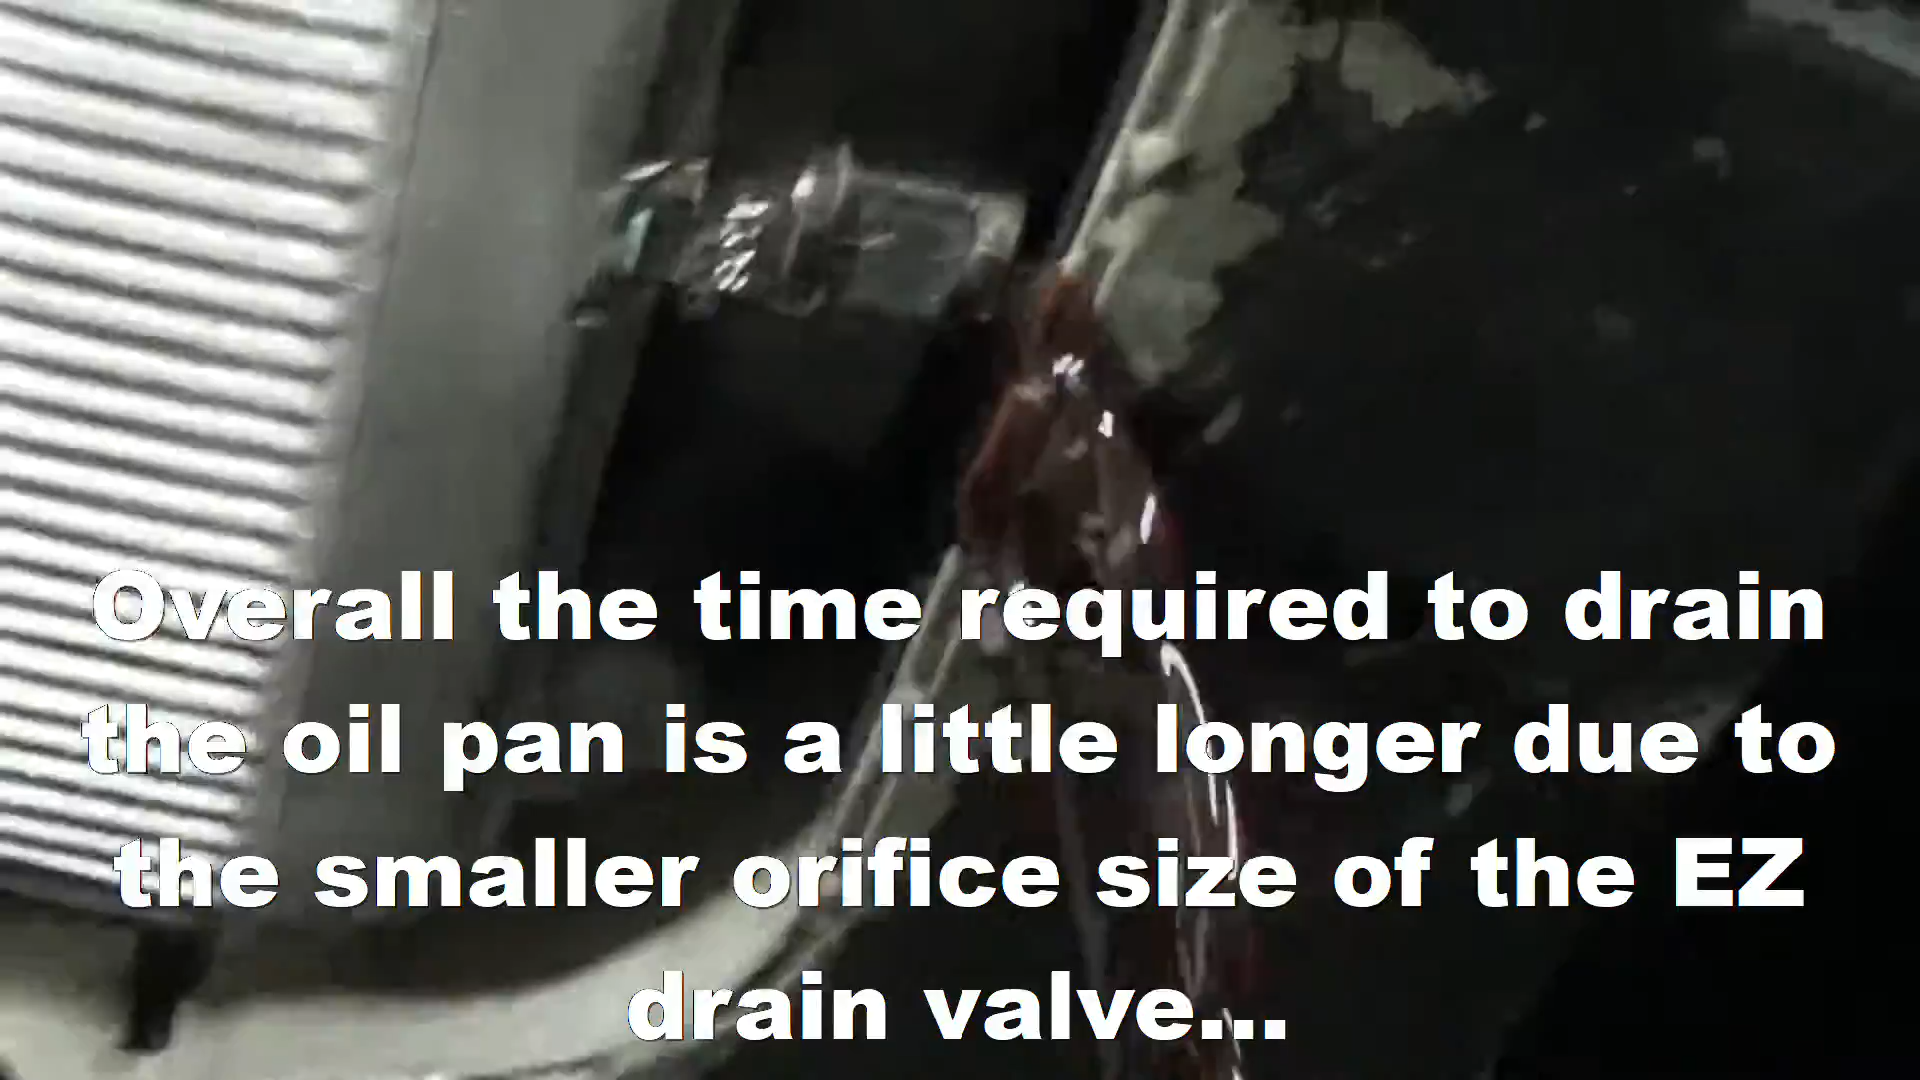 Overall the time required to drain
the oil pan is a little longer due to
the smaller orifice size of the EZ
drain valve...